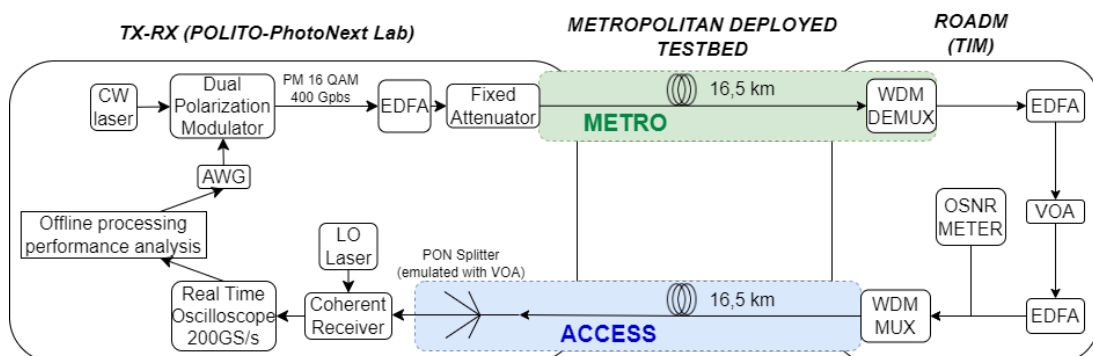 TX-RX (POLITO-PhotoNext Lab)
METROPOLITAN DEPLOYED
TESTBED
ROADM
(TIM)
CW
laser
Dual
Polarization
Modulator
PM 16 QAM
400 Gpbs
EDFA
Fixed
Attenuator
16,5 km
METRO
WDM
DEMUX
EDFA
AWG
Offline processing
performance analysis
LO
Laser
PON Splitter
(emulated with VOA)
OSNR
METER
VOA
Real Time
Oscilloscope
200GS/s
Coherent
Receiver
16,5 km
ACCESS
WDM
MUX
EDFA